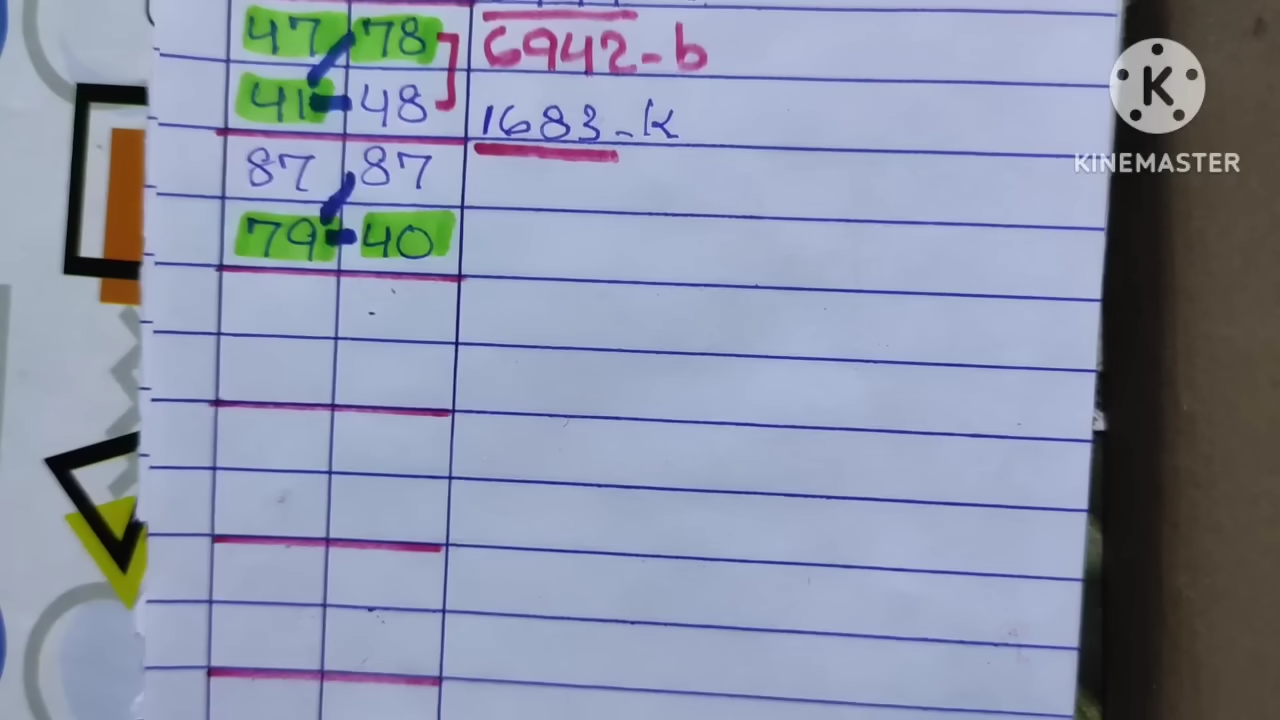 47 78 6942-b
41-48 1683-K
87 87
79-40
K
KINEMASTER